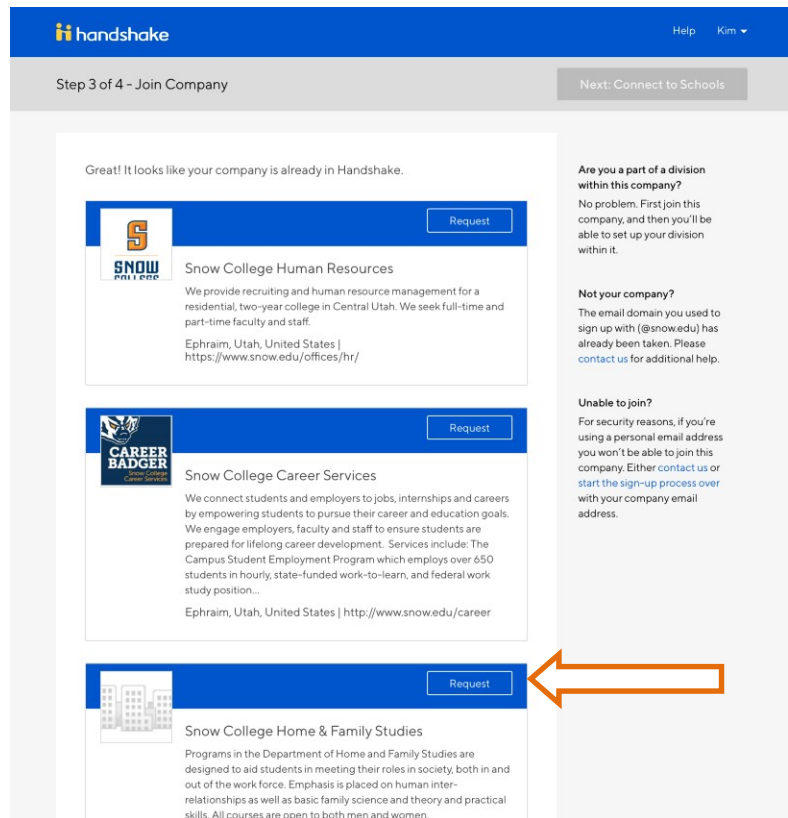 handshake
Help Kim
Step 3 of 4 - Join Company
Next: Connect to Schools
Great! It looks like your company is already in Handshake.
Request
S
SNOW
COLLEGE
Snow College Human Resources
We provide recruiting and human resource management for a
residential, two-year college in Central Utah. We seek full-time and
part-time faculty and staff.
Ephraim, Utah, United States |
https://www.snow.edu/offices/hr/
Request
CAREER
BADGER
Snow College
Career Services
Snow College Career Services
We connect students and employers to jobs, internships and careers
by empowering students to pursue their career and education goals.
We engage employers, faculty and staff to ensure students are
prepared for lifelong career development. Services include: The
Campus Student Employment Program which employs over 650
students in hourly, state-funded work-to-learn, and federal work
study position...
Ephraim, Utah, United States | http://www.snow.edu/career
Request
Snow College Home & Family Studies
Programs in the Department of Home and Family Studies are
designed to aid students in meeting their roles in society, both in and
out of the work force. Emphasis is placed on human inter-
relationships as well as basic family science and theory and practical
skills. All courses are open to both men and women.
Are you a part of a division
within this company?
No problem. First join this
company, and then you'll be
able to set up your division
within it.
Not your company?
The email domain you used to
sign up with (@snow.edu) has
already been taken. Please
contact us for additional help.
Unable to join?
For security reasons, if you're
using a personal email address
you won't be able to join this
company. Either contact us or
start the sign-up process over
with your company email
address.